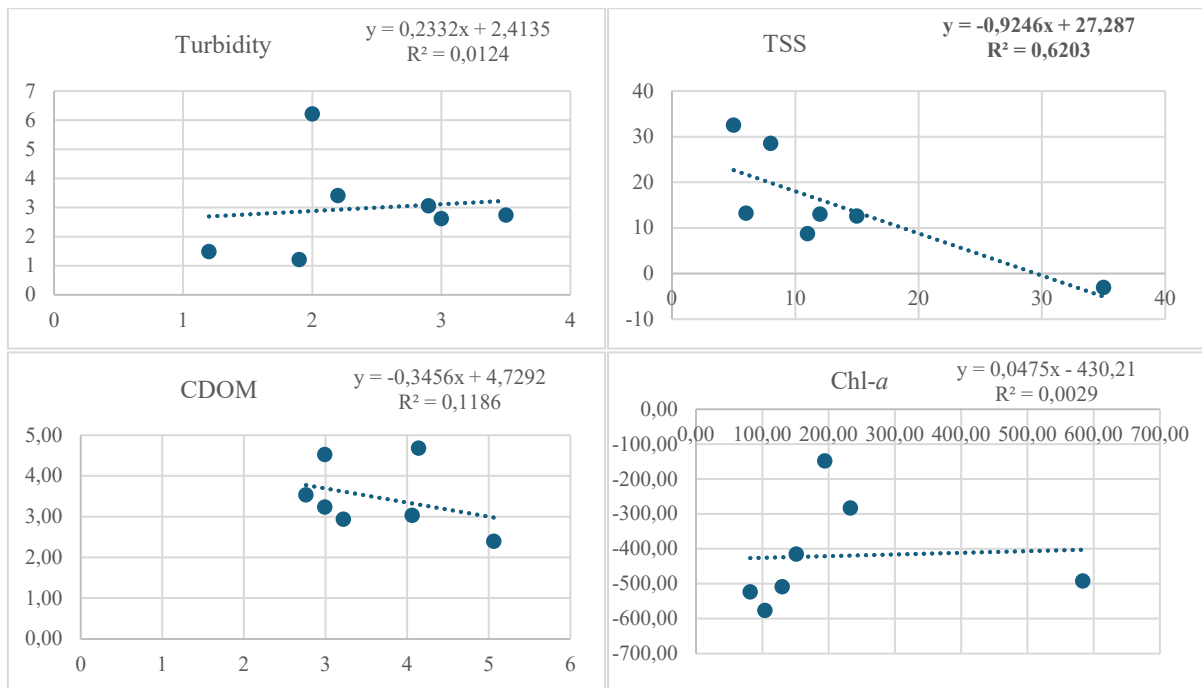 Turbidity
y = 0,2332x + 2,4135
R² = 0,0124
7
6
5
4
3
2
1
0
0 1 2 3 4
TSS
y = -0,9246x + 27,287
R² = 0,6203
40
30
20
10
0
-10
0 10 20 30 40
CDOM
y = -0,3456x + 4,7292
R² = 0,1186
5,00
4,00
3,00
2,00
1,00
0,00
0 1 2 3 4 5 6
Chl-a
y = 0,0475x - 430,21
R² = 0,0029
0,00
-100,00
-200,00
-300,00
-400,00
-500,00
-600,00
-700,00
0,00 100,00 200,00 300,00 400,00 500,00 600,00 700,00